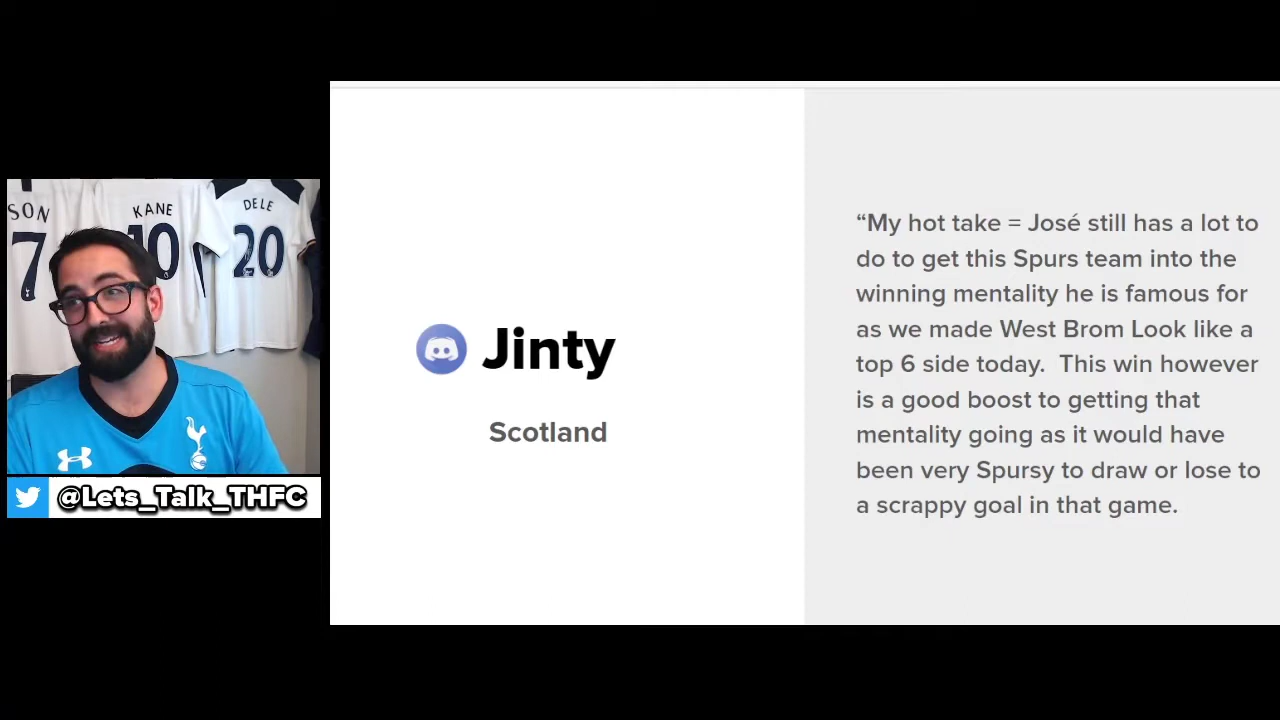 SON
7
KANE
10
DELE
20
@Lets_Talk_THFC
Jinty
Scotland
“My hot take = José still has a lot to
do to get this Spurs team into the
winning mentality he is famous for
as we made West Brom Look like a
top 6 side today.  This win however
is a good boost to getting that
mentality going as it would have
been very Spursy to draw or lose to
a scrappy goal in that game.